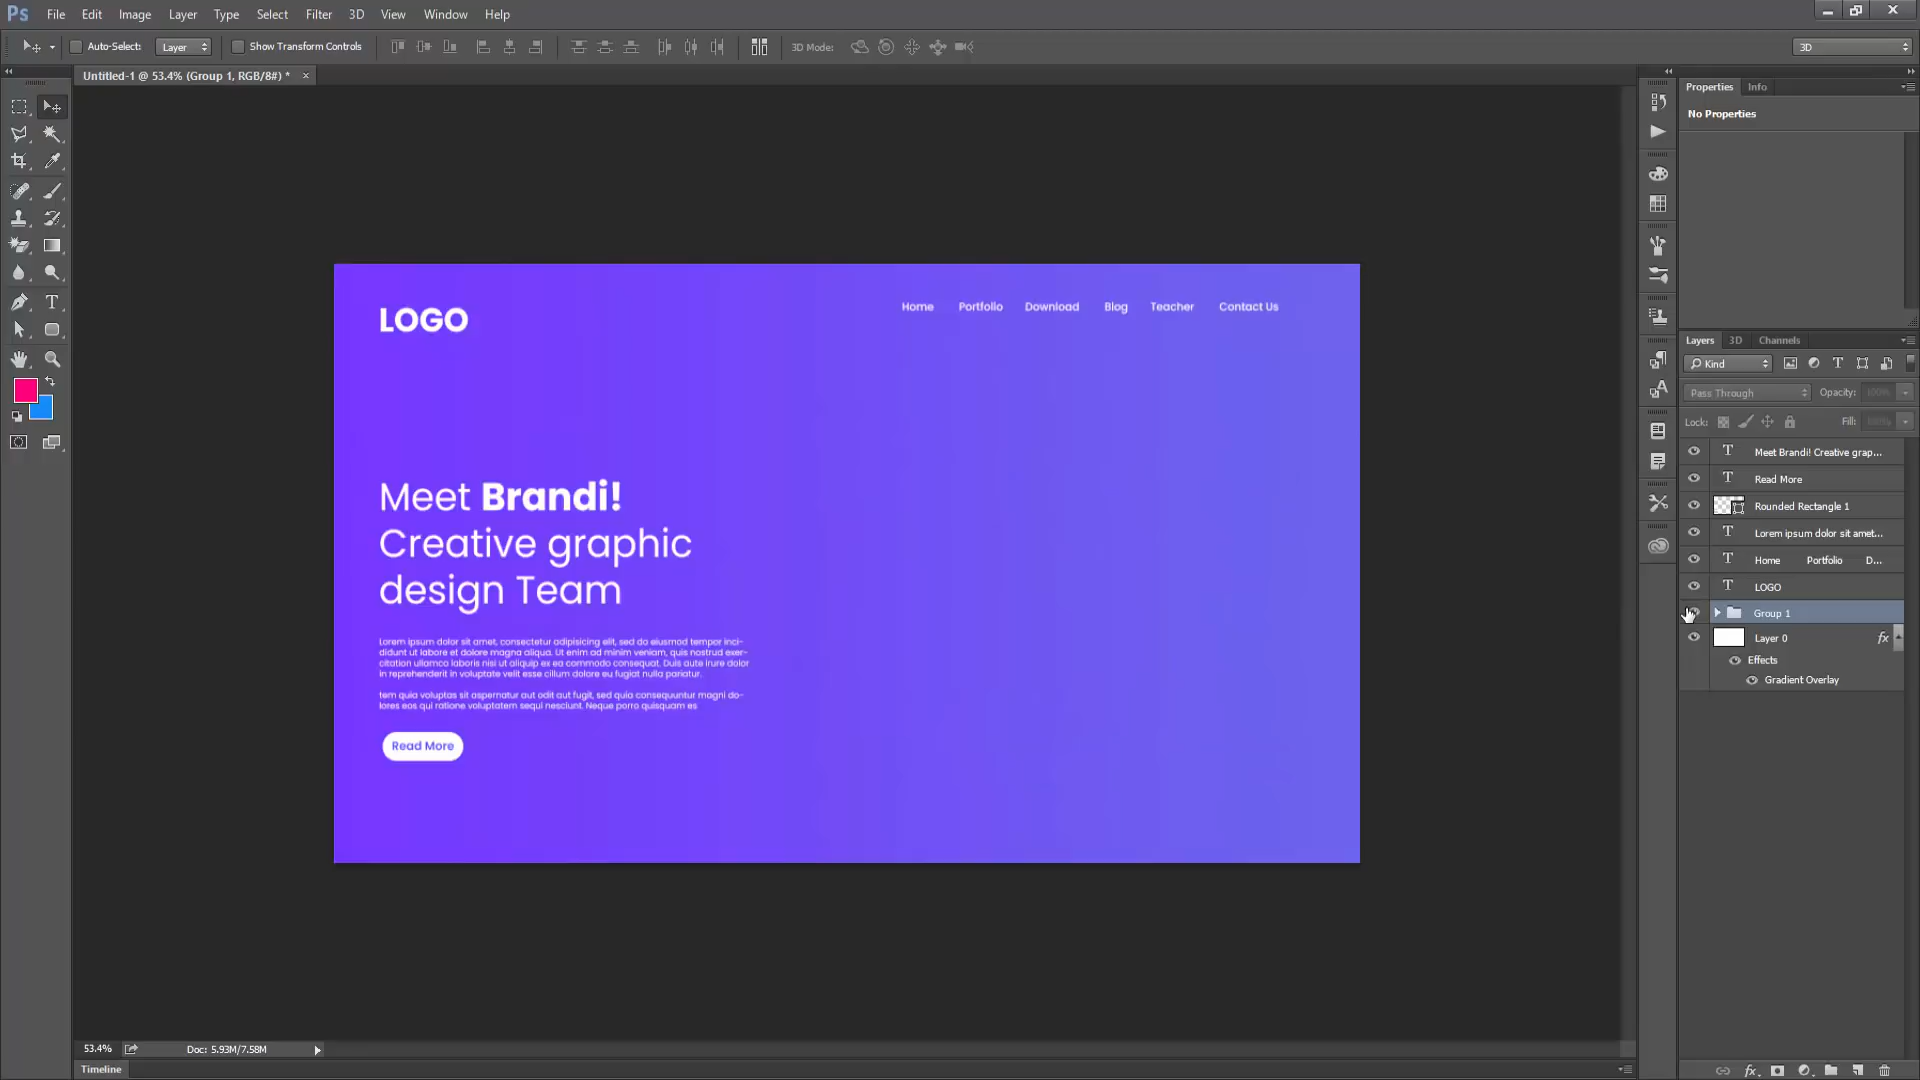 Ps File Edit Image Layer Type Select Filter 3D View Window Help
Auto-Select: Layer Show Transform Controls 3D Mode: 3D
Untitled-1 @ 53.4% (Group 1, RGB/8#) * ×
Properties Info
No Properties
LOGO
Home Portfolio Download Blog Teacher Contact Us
Meet Brandi!
Creative graphic
design Team
Lorem ipsum dolor sit amet, consectetur adipisicing elit, sed do eiusmod tempor inci-
didunt ut labore et dolore magna aliqua. Ut enim ad minim veniam, quis nostrud exer-
citation ullamco laboris nisi ut aliquip ex ea commodo consequat. Duis aute irure dolor
in reprehenderit in voluptate velit esse cillum dolore eu fugiat nulla pariatur.
tem quia voluptas sit aspernatur aut odit aut fugit, sed quia consequuntur magni do-
lores eos qui ratione voluptatem sequi nesciunt. Neque porro quisquam es
Read More
Layers 3D Channels
Kind
Pass Through Opacity: 100%
Lock: Fill: 100%
Meet Brandi! Creative grap...
Read More
Rounded Rectangle 1
Lorem ipsum dolor sit amet...
Home Portfolio D...
LOGO
Group 1
Layer 0 fx
Effects
Gradient Overlay
53.4% Doc: 5.93M/7.58M
Timeline
fx